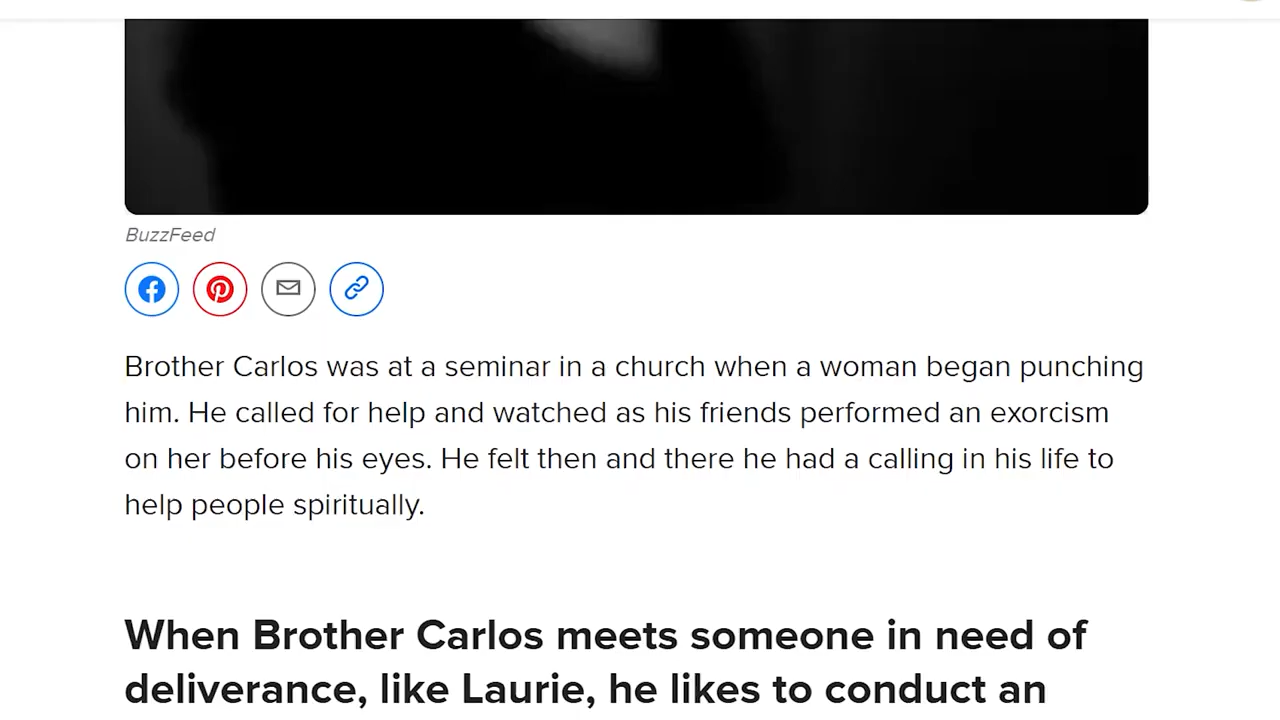 BuzzFeed
Brother Carlos was at a seminar in a church when a woman began punching
him. He called for help and watched as his friends performed an exorcism
on her before his eyes. He felt then and there he had a calling in his life to
help people spiritually.
When Brother Carlos meets someone in need of
deliverance, like Laurie, he likes to conduct an